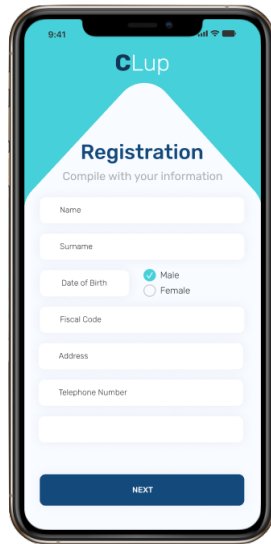 9:41
CLup
Registration
Compile with your information
Name
Surname
Date of Birth
Male
Female
Fiscal Code
Address
Telephone Number
NEXT